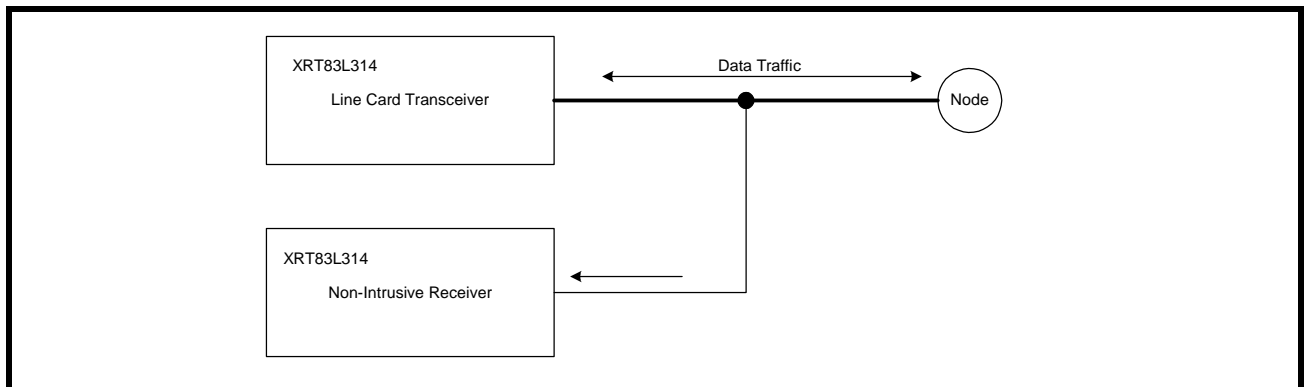 XRT83L314
Line Card Transceiver
Data Traffic
Node
XRT83L314
Non-Intrusive Receiver